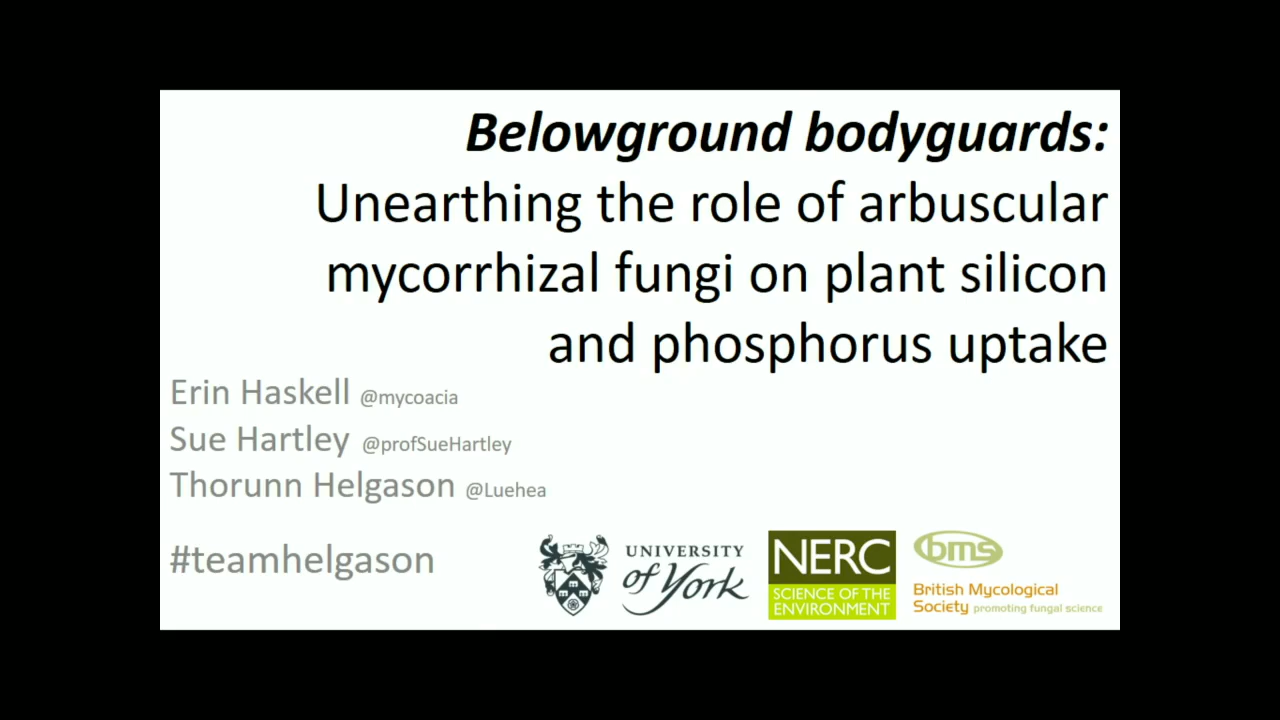 Belowground bodyguards:
Unearthing the role of arbuscular
mycorrhizal fungi on plant silicon
and phosphorus uptake
Erin Haskell @mycoacia
Sue Hartley @profSueHartley
Thorunn Helgason @Luehea
#teamhelgason
UNIVERSITY
of York
NERC
SCIENCE OF THE
ENVIRONMENT
bms
British Mycological
Society promoting fungal science